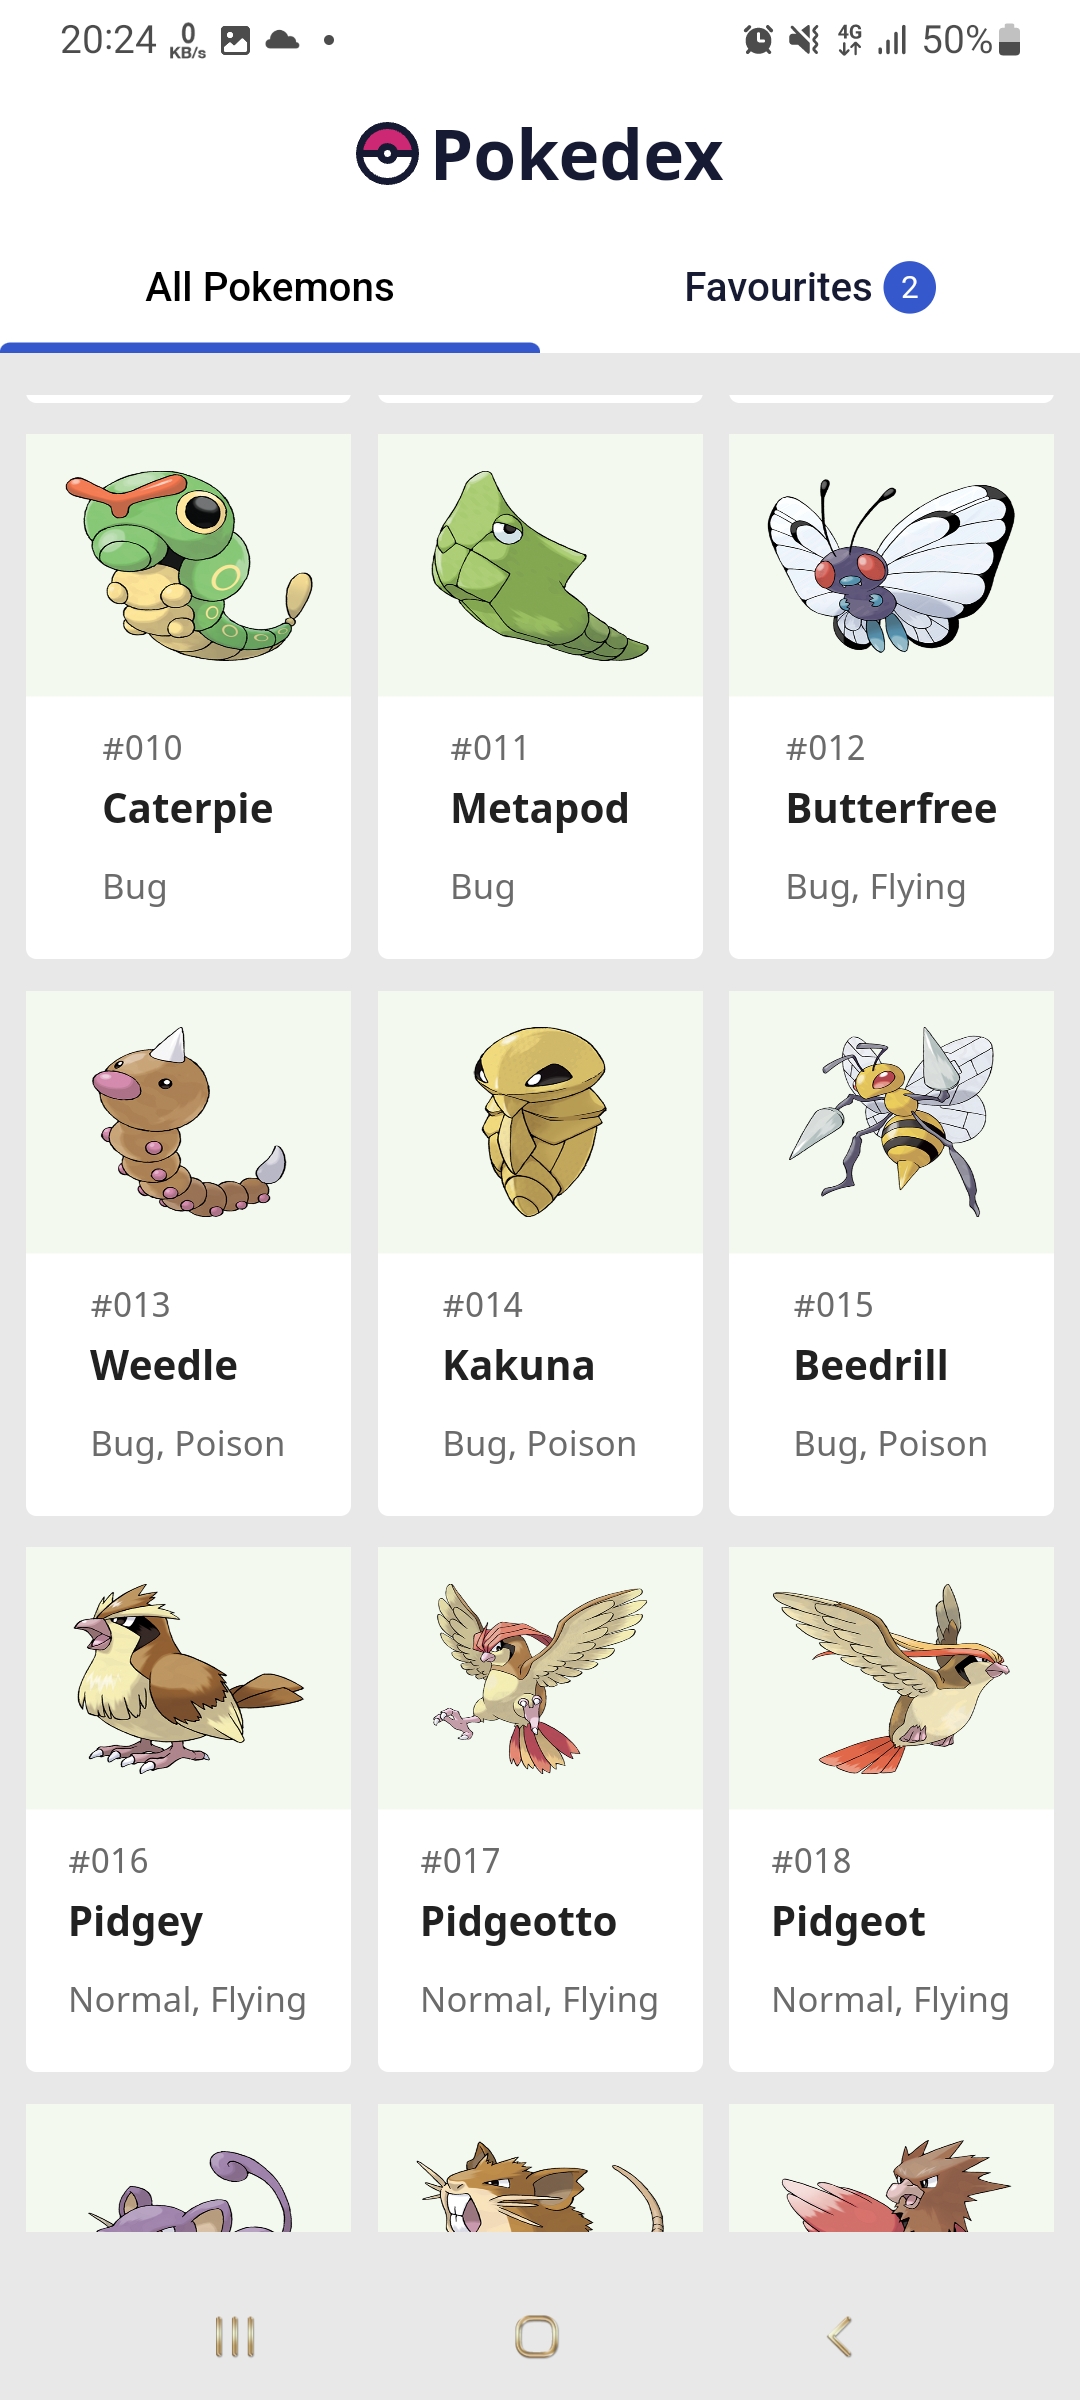 20:24 0 KB/s 4G 50%
Pokedex
All Pokemons Favourites 2
#010 #011 #012
Caterpie Metapod Butterfree
Bug Bug Bug, Flying
#013 #014 #015
Weedle Kakuna Beedrill
Bug, Poison Bug, Poison Bug, Poison
#016 #017 #018
Pidgey Pidgeotto Pidgeot
Normal, Flying Normal, Flying Normal, Flying